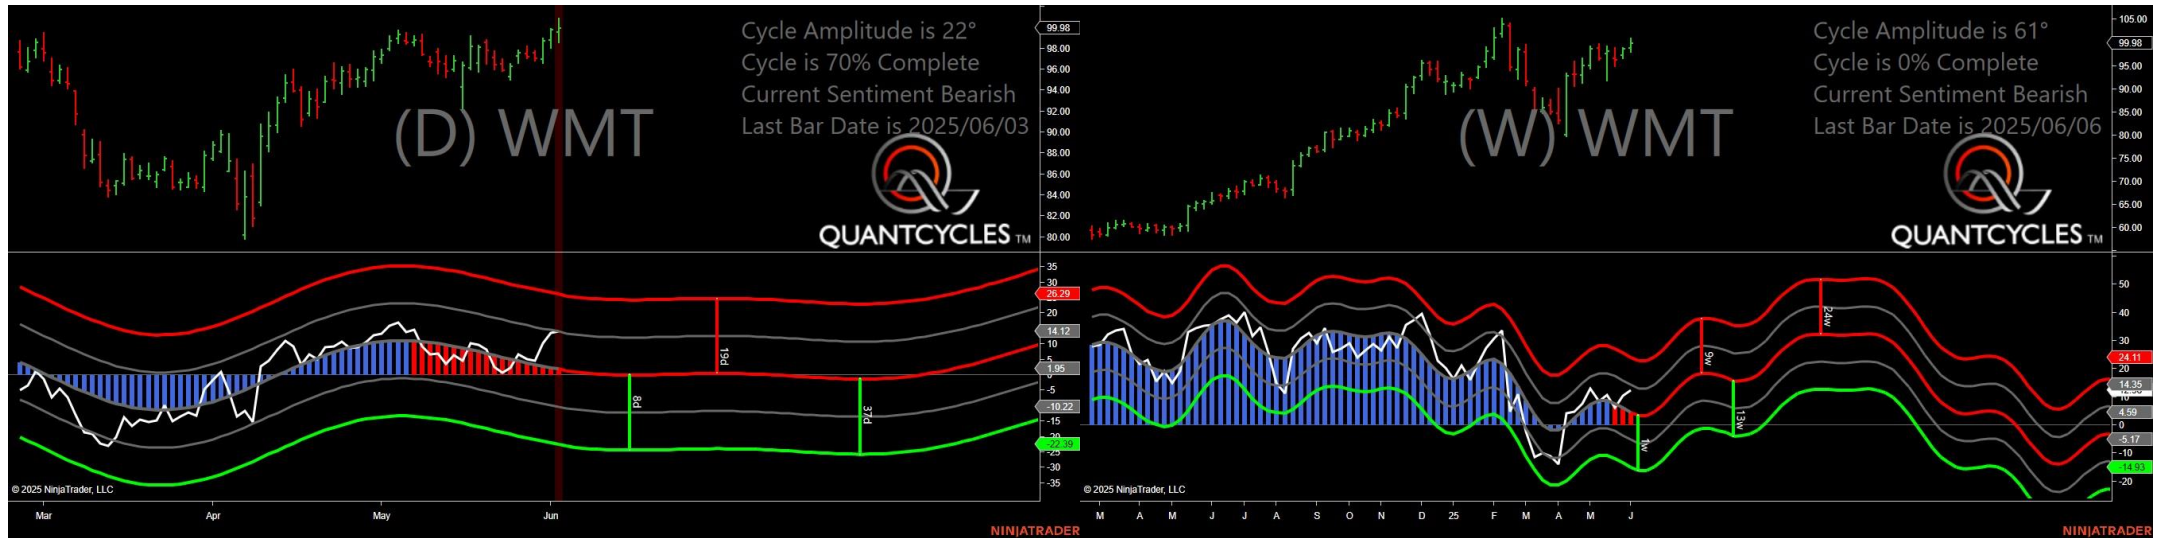 Cycle Amplitude is 22°
Cycle is 70% Complete
Current Sentiment Bearish
Last Bar Date is 2025/06/03
(D) WMT
QUANTCYCLES TM
99.98
98.00
96.00
94.00
92.00
90.00
88.00
86.00
84.00
82.00
80.00
35
26.29
20
14.12
10
5
1.95
-5
-10.22
-15
-22.39
-25
-30
-35
19d
8d
37d
© 2025 NinjaTrader, LLC
Mar Apr May Jun
NINJATRADER
Cycle Amplitude is 61°
Cycle is 0% Complete
Current Sentiment Bearish
Last Bar Date is 2025/06/06
(W) WMT
QUANTCYCLES TM
105.00
99.98
95.00
90.00
85.00
80.00
75.00
70.00
65.00
60.00
50
40
30
24.11
20
14.35
10
4.59
0
-5.17
-10
-14.93
-20
9w
24w
13w
1w
© 2025 NinjaTrader, LLC
M A M J J A S O N D 25 F M A M J
NINJATRADER